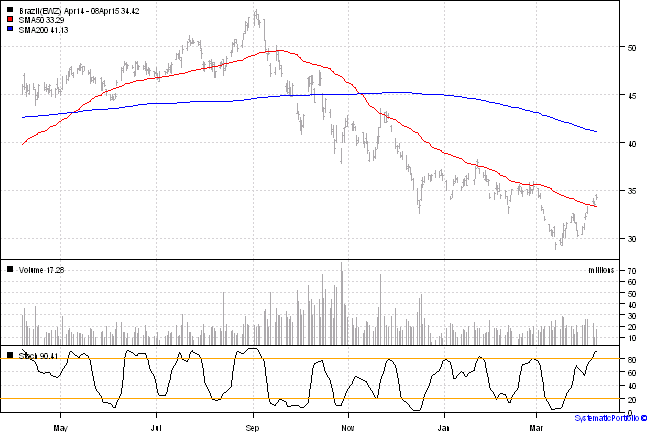 Brazil(EWZ) Apr14 - 08Apr15 34.42
SMA50 33.29
SMA200 41.13
50
45
40
35
30
Volume 17.28
millions
70
60
50
40
30
20
10
Stoch 90.41
80
60
40
20
0
May Jul Sep Nov Jan Mar
SystematicPortfolio ©